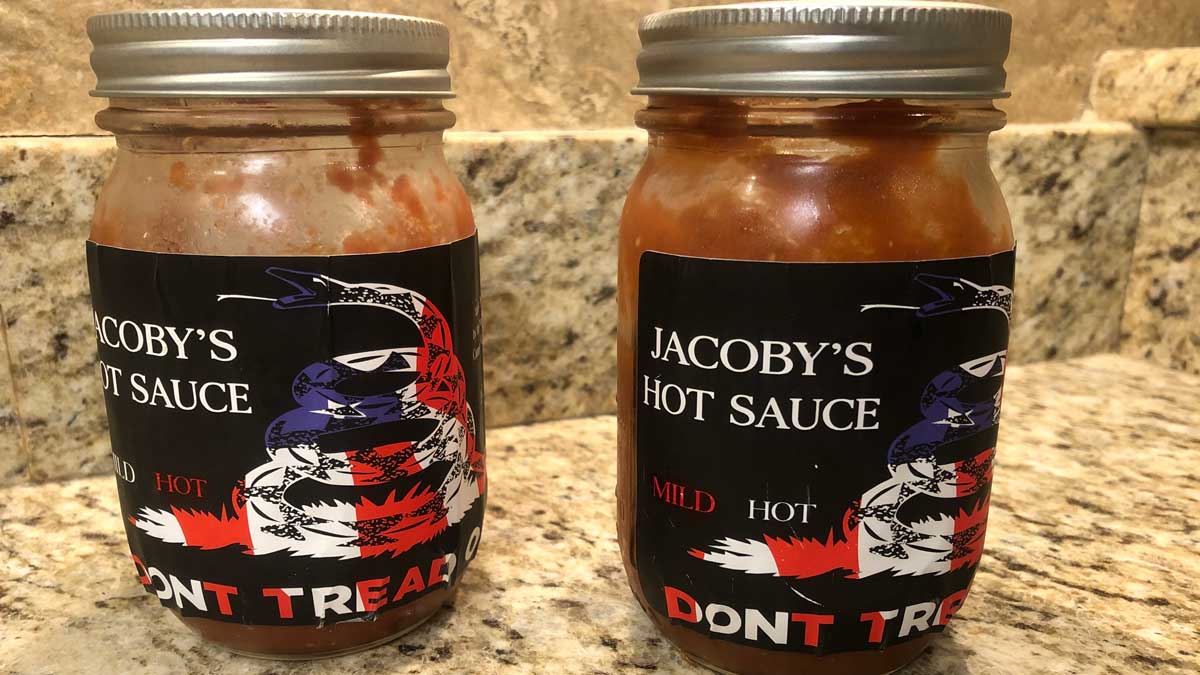 ACOBY'S
OT SAUCE
ILD HOT
DONT TREAD O
JACOBY'S
HOT SAUCE
MILD HOT
DONT TRE